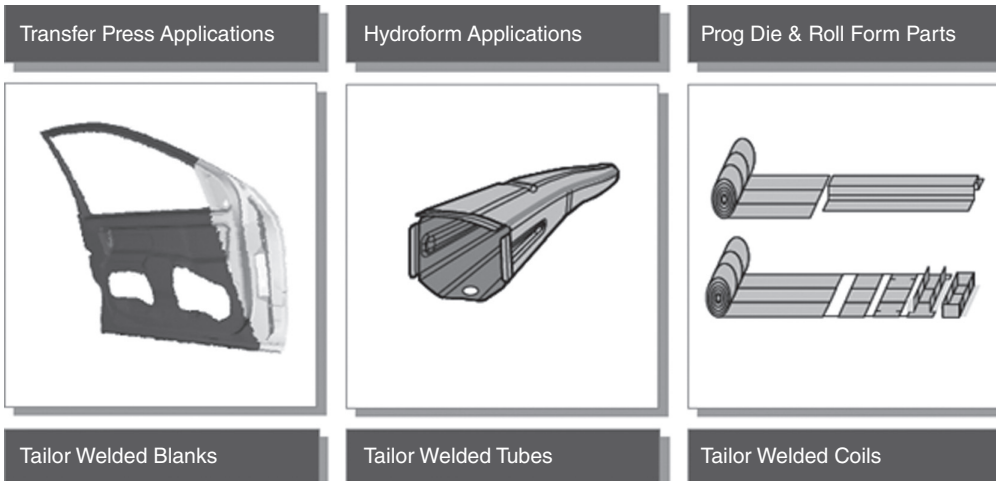 Transfer Press Applications
Hydroform Applications
Prog Die & Roll Form Parts
Tailor Welded Blanks
Tailor Welded Tubes
Tailor Welded Coils